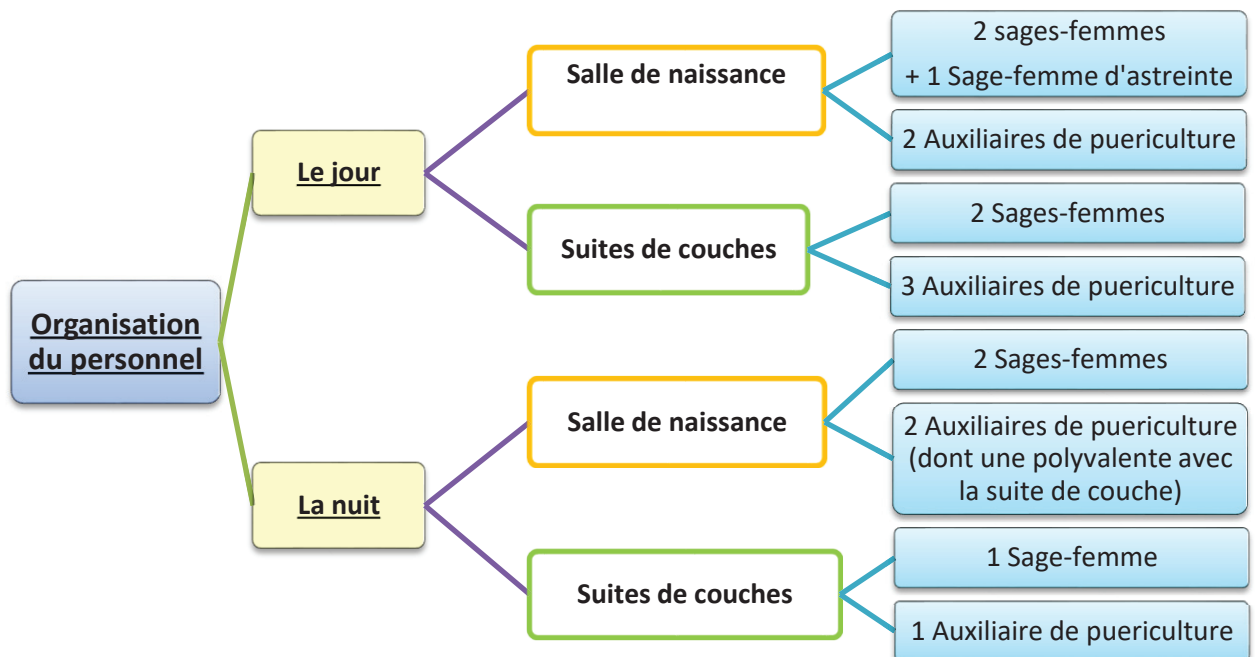 Organisation
du personnel
Le jour
Salle de naissance
2 sages-femmes
+ 1 Sage-femme d'astreinte
2 Auxiliaires de puericulture
Suites de couches
2 Sages-femmes
3 Auxiliaires de puericulture
La nuit
Salle de naissance
2 Sages-femmes
2 Auxiliaires de puericulture
(dont une polyvalente avec
la suite de couche)
Suites de couches
1 Sage-femme
1 Auxiliaire de puericulture